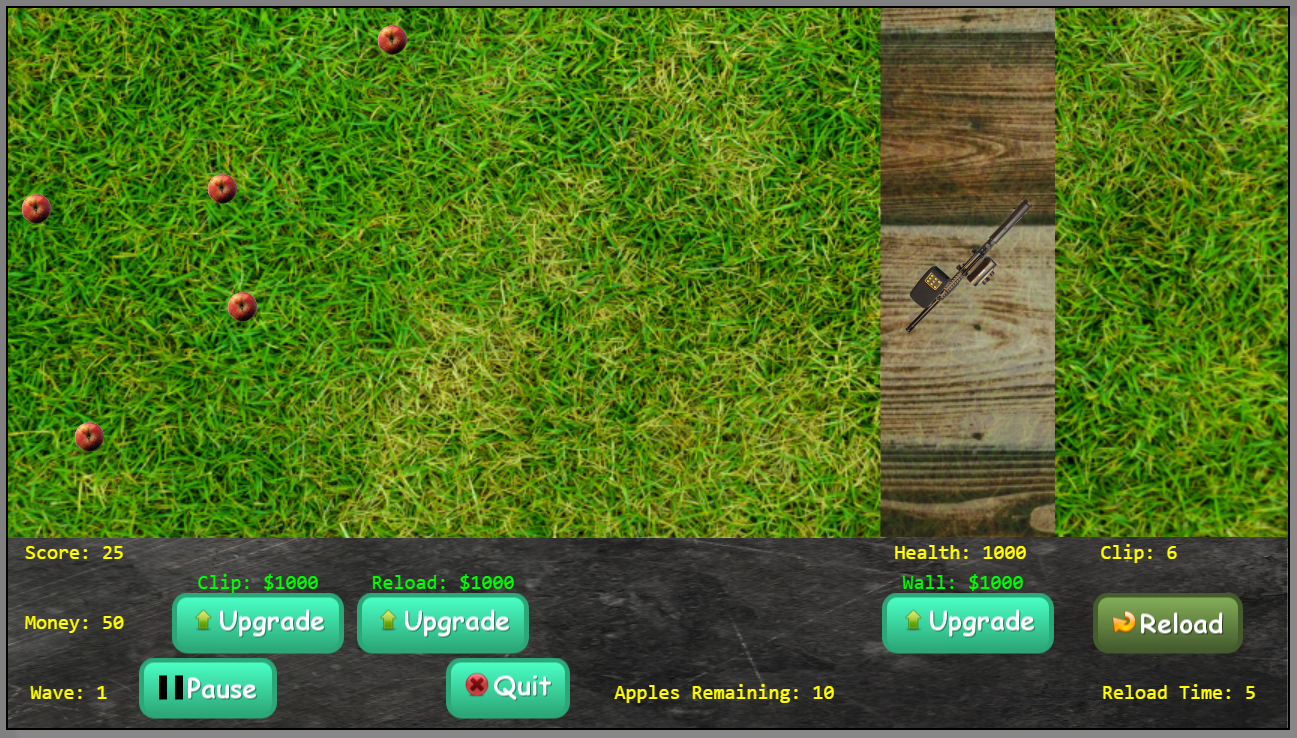 Score: 25
Health: 1000
Clip: 6
Clip: $1000
Reload: $1000
Wall: $1000
Money: 50
Upgrade
Upgrade
Upgrade
Reload
Wave: 1
Pause
Quit
Apples Remaining: 10
Reload Time: 5